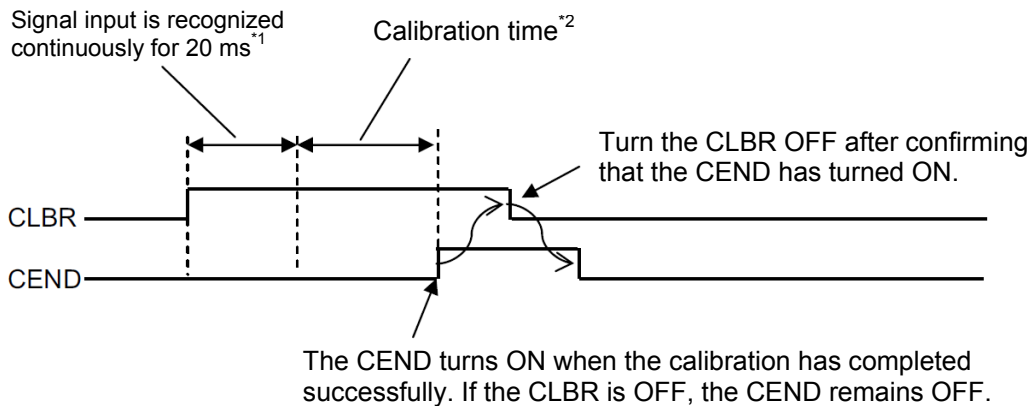 Signal input is recognized
continuously for 20 ms*1
Calibration time*2
Turn the CLBR OFF after confirming
that the CEND has turned ON.
CLBR
CEND
The CEND turns ON when the calibration has completed
successfully. If the CLBR is OFF, the CEND remains OFF.